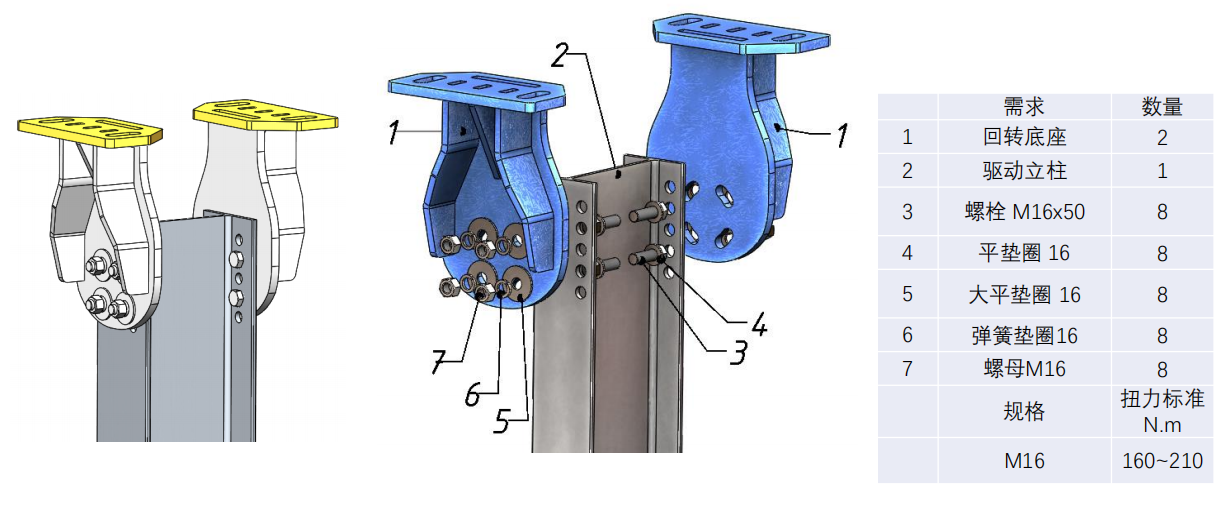 2
1
1
4
3
7
6
5
需求 数量
1 回转底座 2
2 驱动立柱 1
3 螺栓 M16x50 8
4 平垫圈 16 8
5 大平垫圈 16 8
6 弹簧垫圈16 8
7 螺母M16 8
规格 扭力标准
N.m
M16 160~210